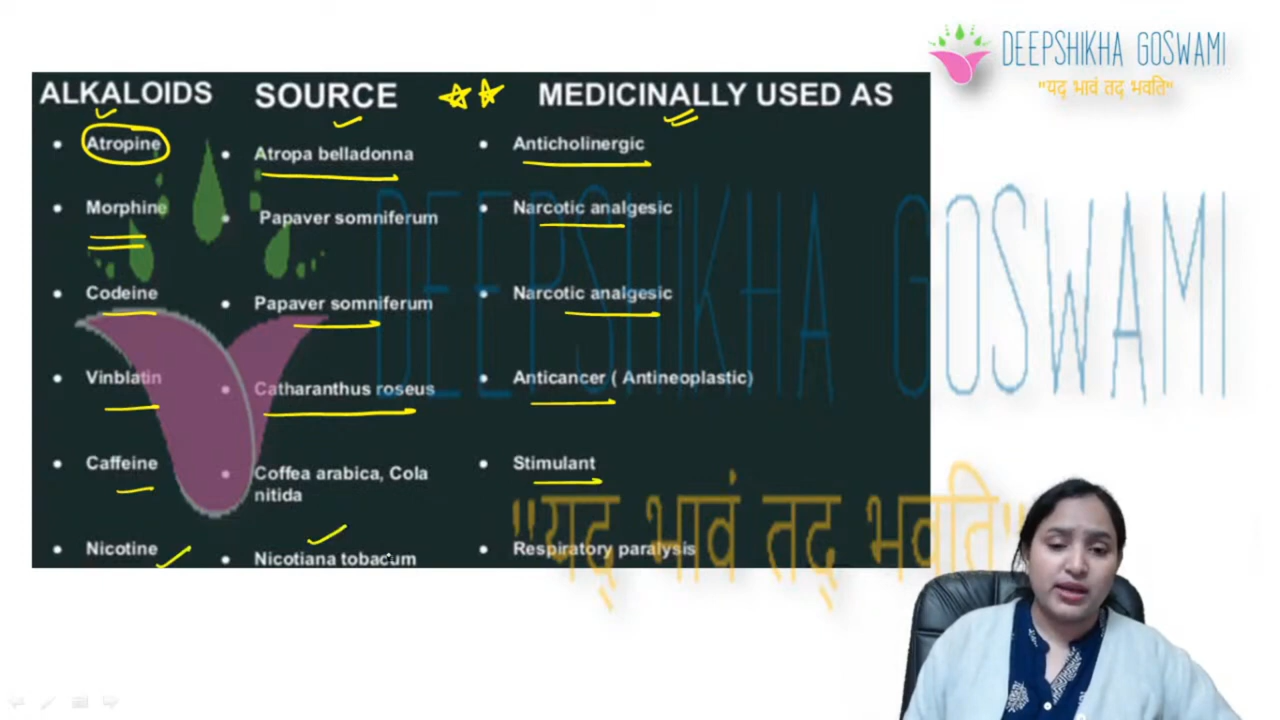 DEEPSHIKHA GOSWAMI
"यद् भावं तद् भवति"
ALKALOIDS SOURCE MEDICINALLY USED AS
Atropine Atropa belladonna Anticholinergic
Morphine Papaver somniferum Narcotic analgesic
Codeine Papaver somniferum Narcotic analgesic
Vinblatin Catharanthus roseus Anticancer ( Antineoplastic)
Caffeine Coffea arabica, Cola Stimulant
nitida
Nicotine Nicotiana tobacum Respiratory paralysis
DEEPSHIKHA GOSWAMI
"यद् भावं तद् भवति"